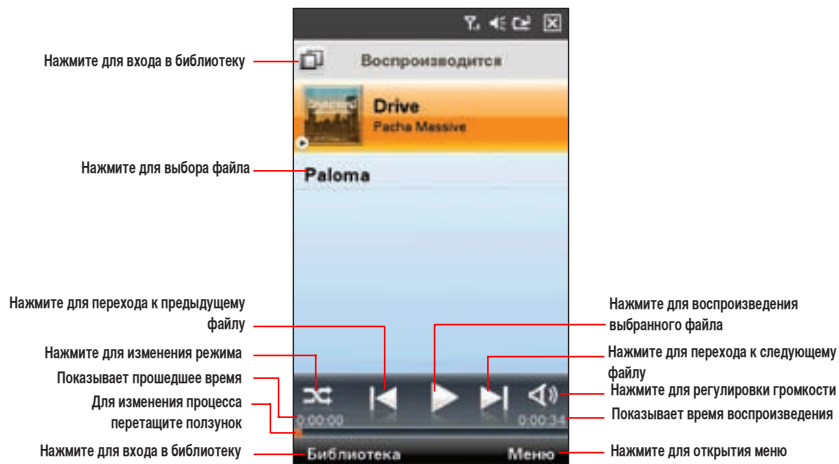 Нажмите для входа в библиотеку
Воспроизводится
Drive
Pacha Massive
Нажмите для выбора файла
Paloma
Нажмите для перехода к предыдущему
файлу
Нажмите для воспроизведения
выбранного файла
Нажмите для изменения режима
Нажмите для перехода к следующему
файлу
Показывает прошедшее время
Нажмите для регулировки громкости
0:00:00
0:00:34
Показывает время воспроизведения
Для изменения процесса
перетащите ползунок
Нажмите для входа в библиотеку
Библиотека
Меню
Нажмите для открытия меню